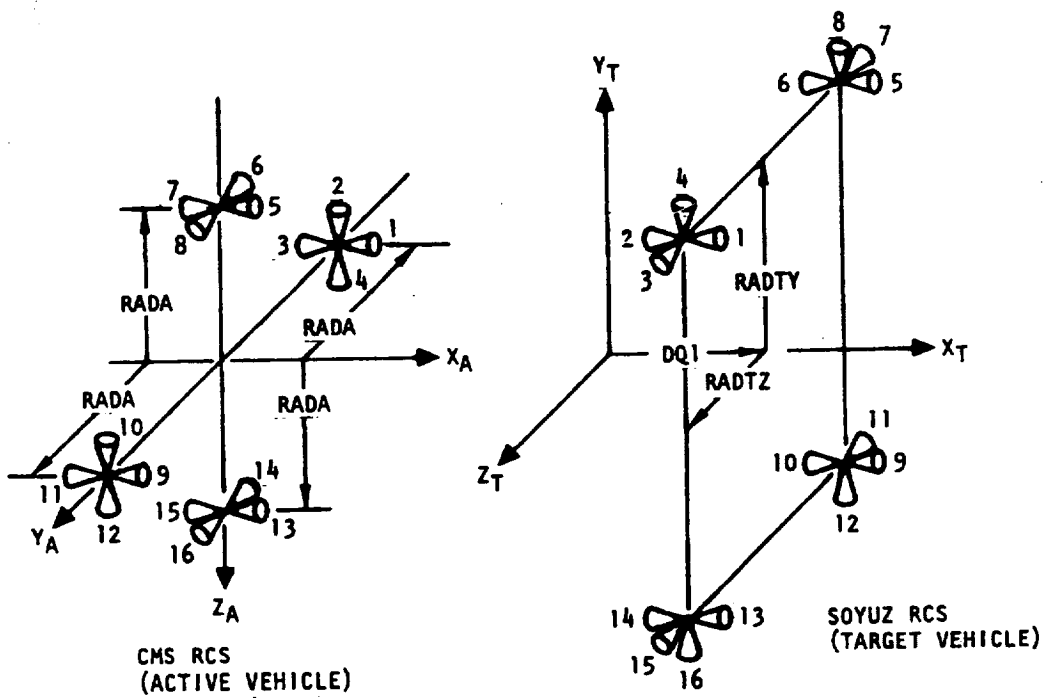 8
7
6
5
Y_T
4
2
1
3
RADTY
DQ1
X_T
RADTZ
Z_T
11
10
9
12
14
13
15
16
SOYUZ RCS
(TARGET VEHICLE)
6
7
5
8
2
3
1
4
RADA
RADA
X_A
RADA
RADA
10
11
9
12
Y_A
14
15
13
16
Z_A
CMS RCS
(ACTIVE VEHICLE)